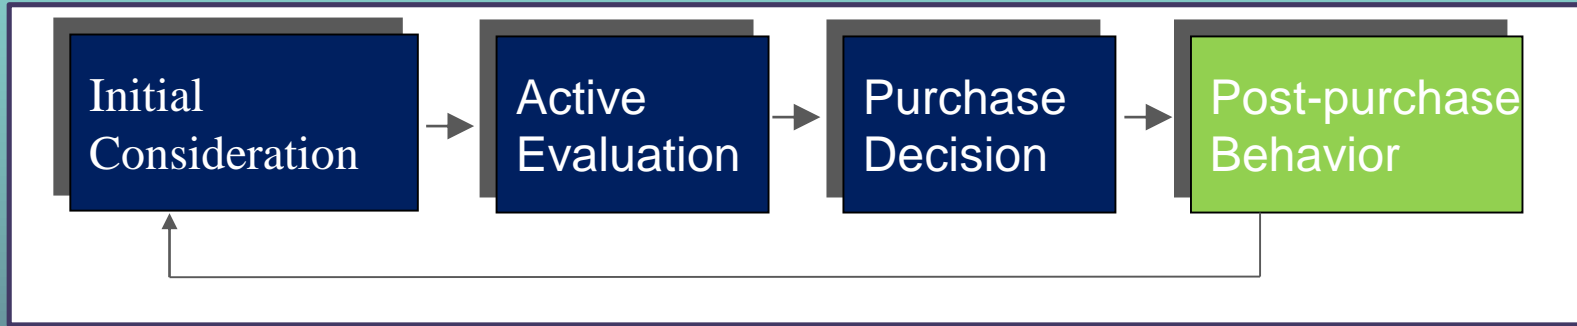 Initial
Consideration
Active
Evaluation
Purchase
Decision
Post-purchase
Behavior